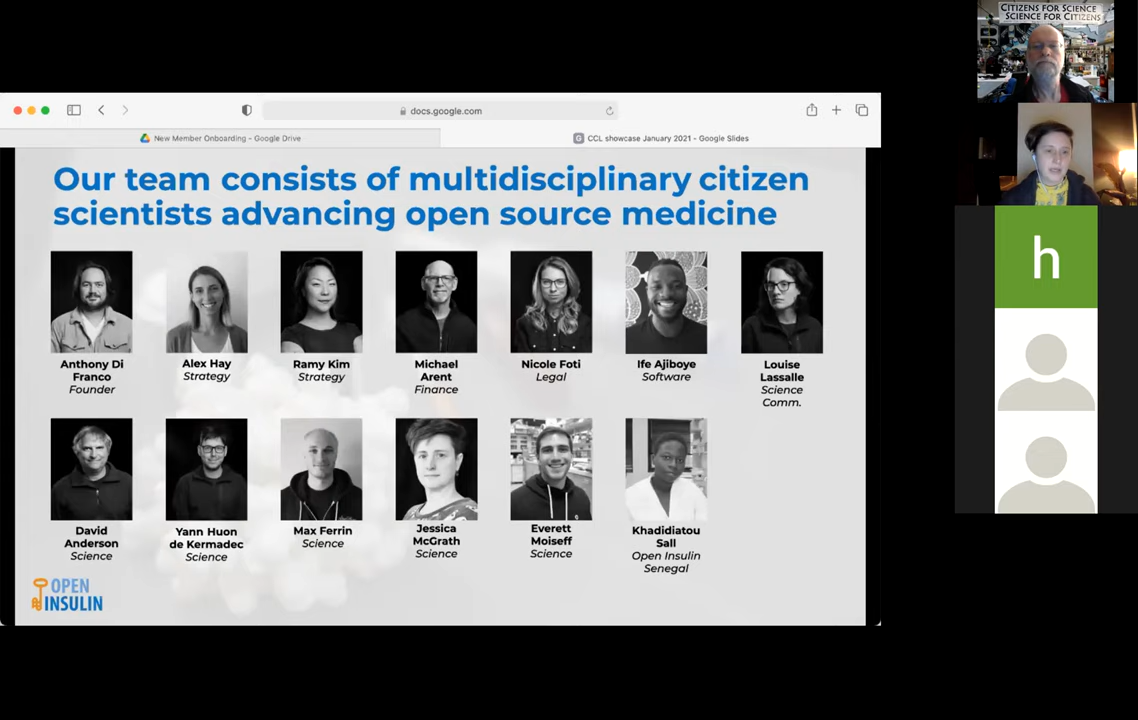 CITIZENS FOR SCIENCE
SCIENCE FOR CITIZENS
docs.google.com
New Member Onboarding - Google Drive
G
CCL showcase January 2021 - Google Slides
Our team consists of multidisciplinary citizen
scientists advancing open source medicine
Anthony Di
Franco
Founder
Alex Hay
Strategy
Ramy Kim
Strategy
Michael
Arent
Finance
Nicole Foti
Legal
Ife Ajiboye
Software
Louise
Lassalle
Science
Comm.
David
Anderson
Science
Yann Huon
de Kermadec
Science
Max Ferrin
Science
Jessica
McGrath
Science
Everett
Moiseff
Science
Khadidiatou
Sall
Open Insulin
Senegal
OPEN
INSULIN
h